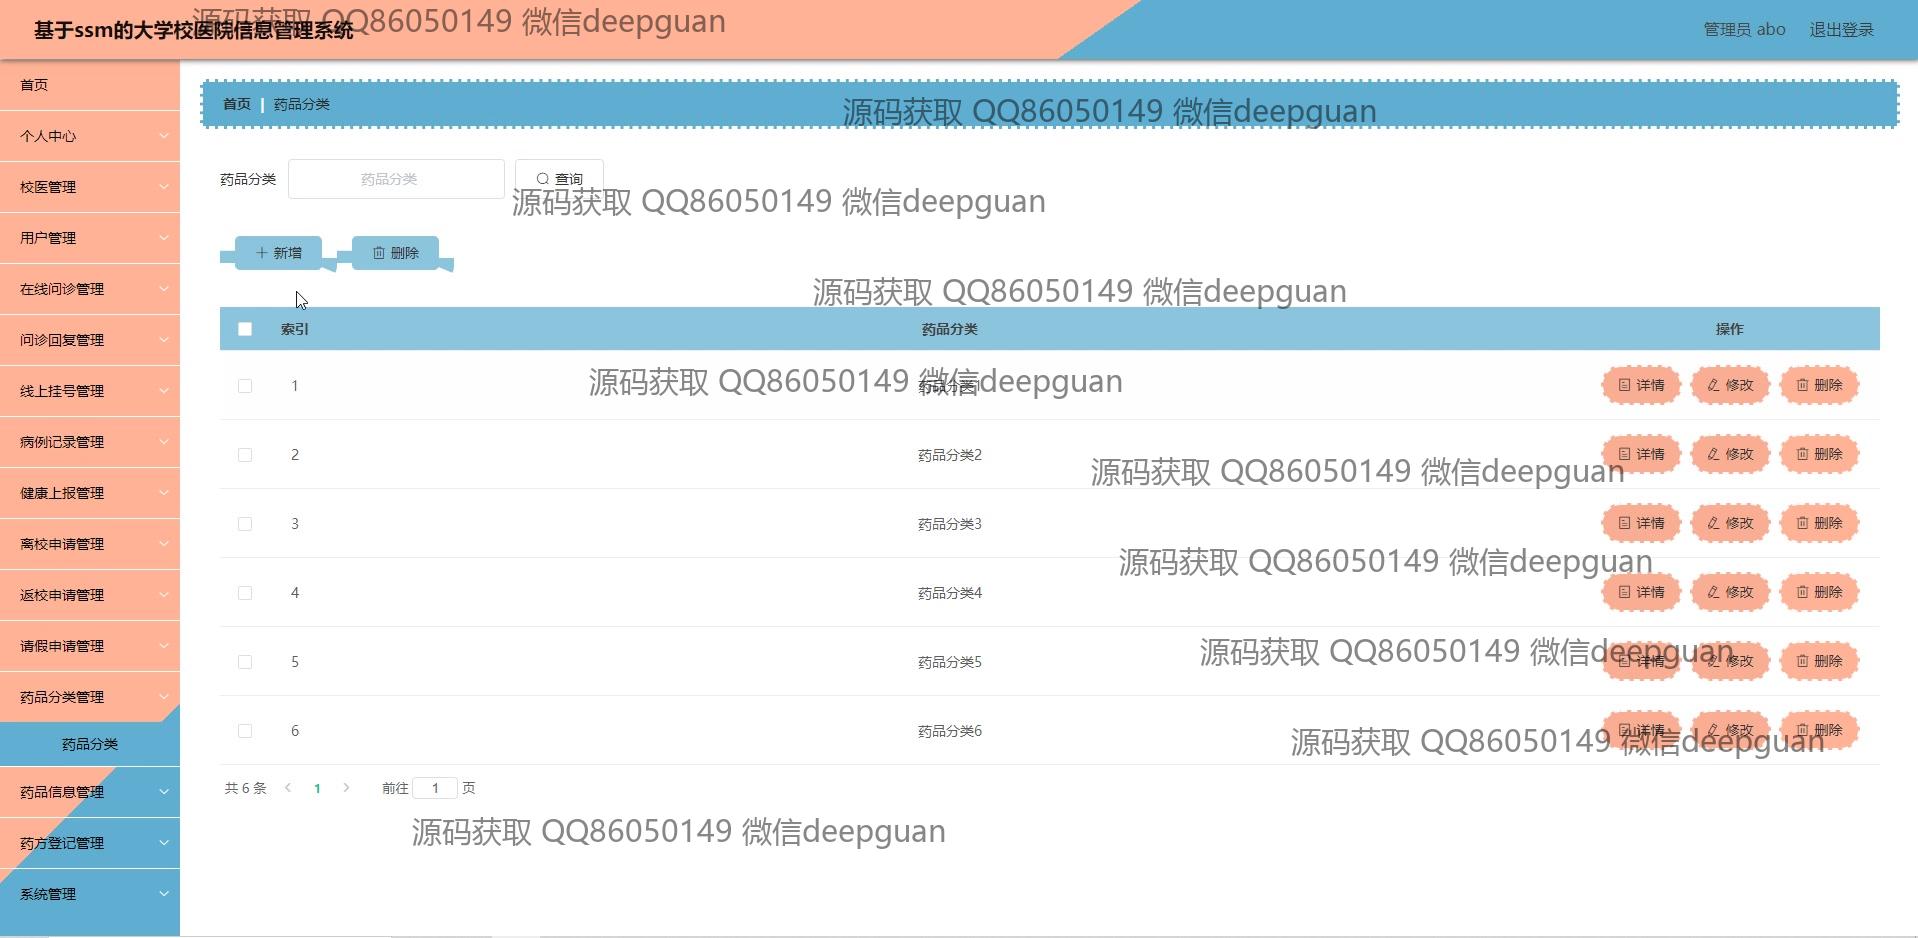 基于ssm的大学校医院信息管理系统
源码获取 QQ86050149 微信deepguan
管理员 abo 退出登录
首页
个人中心
校医管理
用户管理
在线问诊管理
问诊回复管理
线上挂号管理
病例记录管理
健康上报管理
离校申请管理
返校申请管理
请假申请管理
药品分类管理
药品分类
药品信息管理
药方登记管理
系统管理
首页 | 药品分类
源码获取 QQ86050149 微信deepguan
药品分类 药品分类 查询
源码获取 QQ86050149 微信deepguan
新增 删除
源码获取 QQ86050149 微信deepguan
索引 药品分类 操作
1 药品分类1 详情 修改 删除
源码获取 QQ86050149 微信deepguan
2 药品分类2 详情 修改 删除
源码获取 QQ86050149 微信deepguan
3 药品分类3 详情 修改 删除
源码获取 QQ86050149 微信deepguan
4 药品分类4 详情 修改 删除
源码获取 QQ86050149 微信deepguan
5 药品分类5 详情 修改 删除
6 药品分类6 详情 修改 删除
源码获取 QQ86050149 微信deepguan
共 6 条 1 前往 1 页
源码获取 QQ86050149 微信deepguan